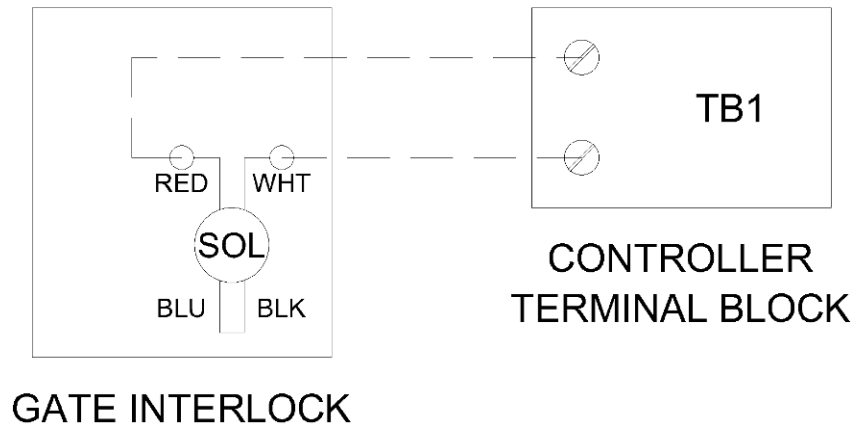 TB1
RED WHT
SOL
BLU BLK
CONTROLLER
TERMINAL BLOCK
GATE INTERLOCK